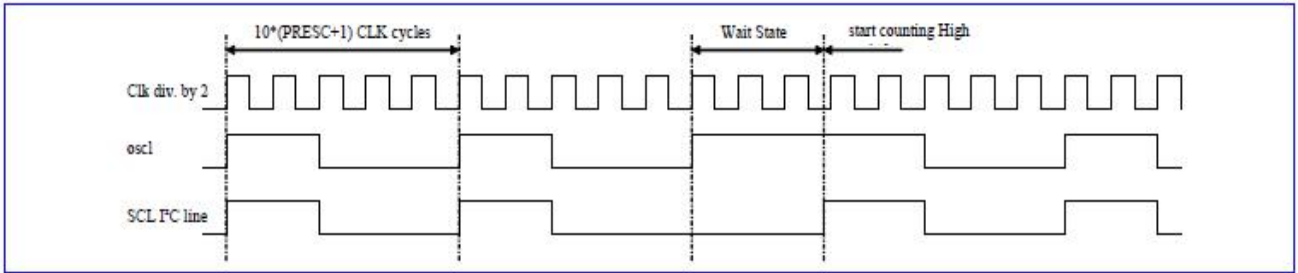 10*(PRESC+1) CLK cycles
Wait State
start counting High
Clk div. by 2
oscl
SCL I²C line